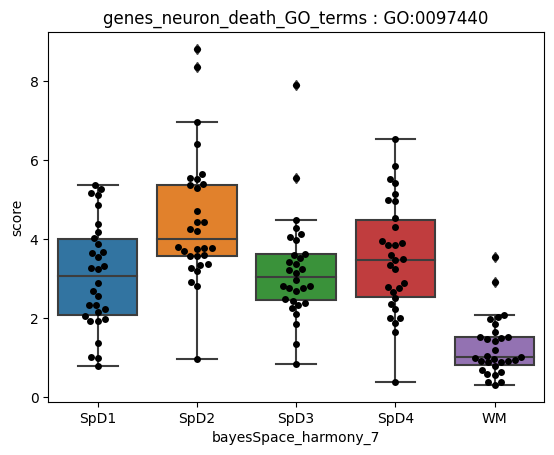 genes_neuron_death_GO_terms : GO:0097440
score
8
6
4
2
0
SpD1 SpD2 SpD3 SpD4 WM
bayesSpace_harmony_7